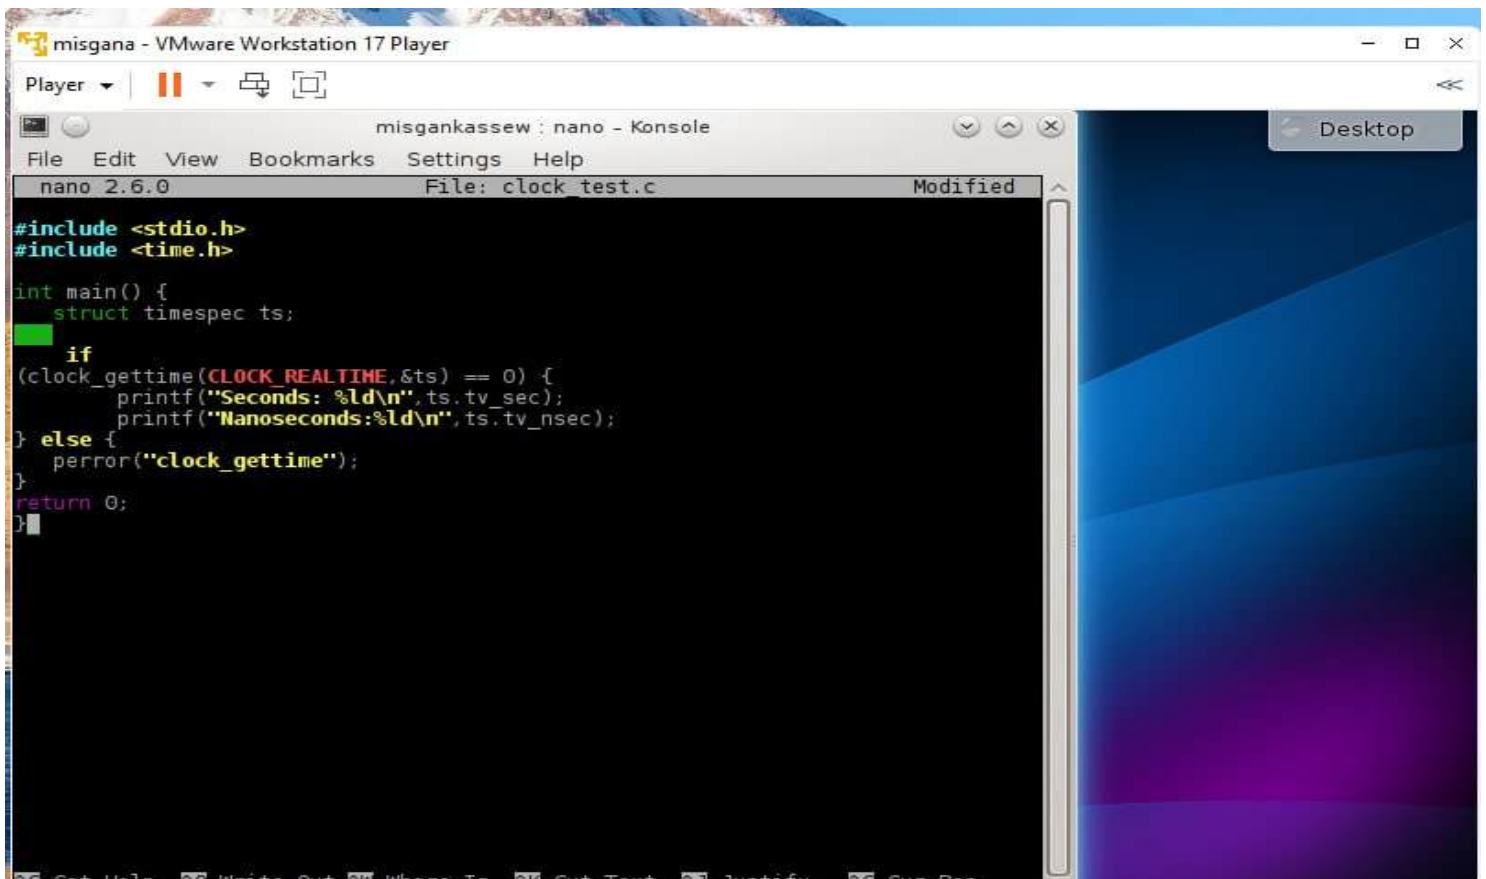 misgana - VMware Workstation 17 Player
Player
misgankassew : nano - Konsole
Desktop
File Edit View Bookmarks Settings Help
nano 2.6.0 File: clock_test.c Modified
#include <stdio.h>
#include <time.h>
int main() {
struct timespec ts;
if
(clock_gettime(CLOCK_REALTIME,&ts) == 0) {
printf("Seconds: %ld\n",ts.tv_sec);
printf("Nanoseconds:%ld\n",ts.tv_nsec);
} else {
perror("clock_gettime");
}
return 0;
}